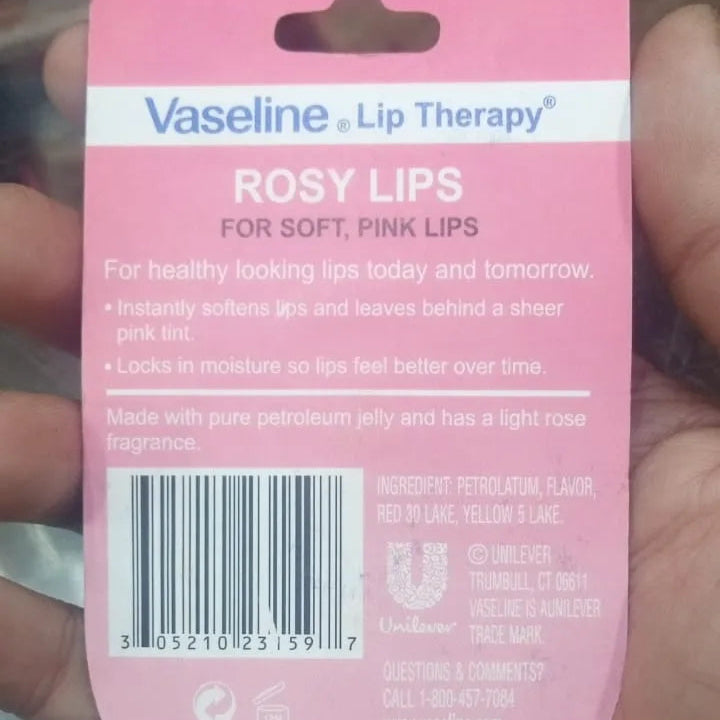 Vaseline® Lip Therapy®
ROSY LIPS
FOR SOFT, PINK LIPS
For healthy looking lips today and tomorrow.
• Instantly softens lips and leaves behind a sheer
pink tint.
• Locks in moisture so lips feel better over time.
Made with pure petroleum jelly and has a light rose
fragrance.
INGREDIENT: PETROLATUM, FLAVOR,
RED 30 LAKE, YELLOW 5 LAKE.
© UNILEVER
TRUMBULL, CT 06611
VASELINE IS AUNILEVER
TRADE MARK
Unilever
3 05210 23159 7
QUESTIONS & COMMENTS?
CALL 1-800-457-7084